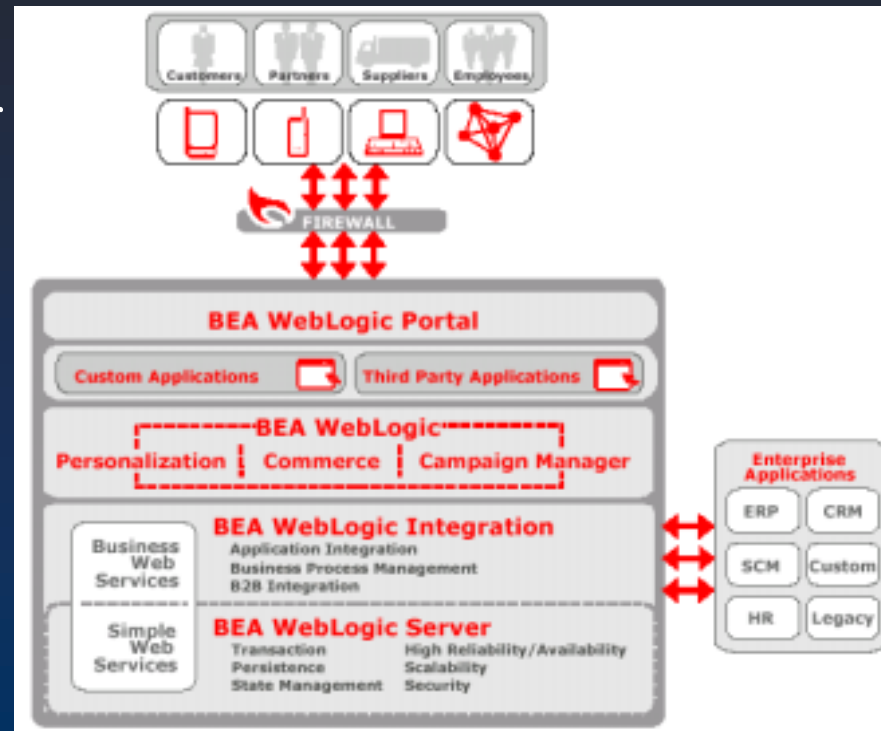 Customers Partners Suppliers Employees
FIREWALL
BEA WebLogic Portal
Custom Applications Third Party Applications
BEA WebLogic
Personalization Commerce Campaign Manager
Business
Web
Services
BEA WebLogic Integration
Application Integration
Business Process Management
B2B Integration
Simple
Web
Services
BEA WebLogic Server
Transaction High Reliability/Availability
Persistence Scalability
State Management Security
Enterprise
Applications
ERP CRM
SCM Custom
HR Legacy